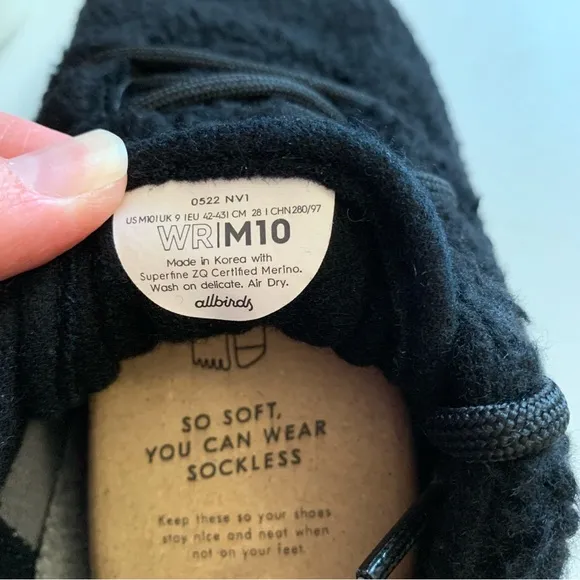 0522 NV1
US M10 | UK 9 | EU 42-43 | CM 28 | CHN 280/97
WR|M10
Made in Korea with
Superfine ZQ Certified Merino.
Wash on delicate. Air Dry.
allbirds
SO SOFT,
YOU CAN WEAR
SOCKLESS
Keep these so your shoes
stay nice and neat when
not on your feet.